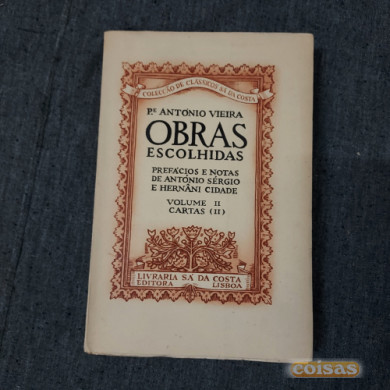 COLECÇÃO DE CLÁSSICOS SÁ DA COSTA
PE ANTÓNIO VIEIRA
OBRAS
ESCOLHIDAS
PREFÁCIOS E NOTAS
DE ANTÓNIO SÉRGIO
E HERNÂNI CIDADE
VOLUME II
CARTAS (II)
LIVRARIA SÁ DA COSTA
EDITORA LISBOA
coisas